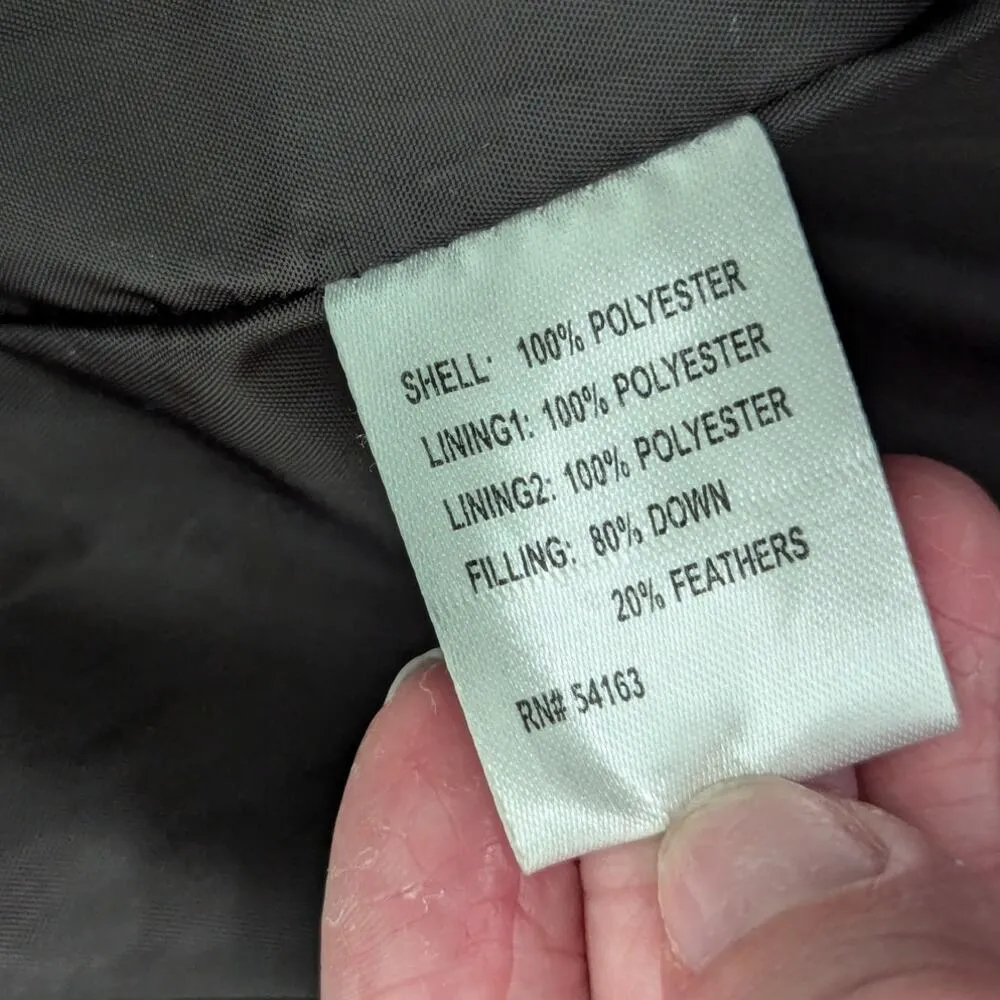 SHELL: 100% POLYESTER
LINING1: 100% POLYESTER
LINING2: 100% POLYESTER
FILLING: 80% DOWN
20% FEATHERS
RN# 54163